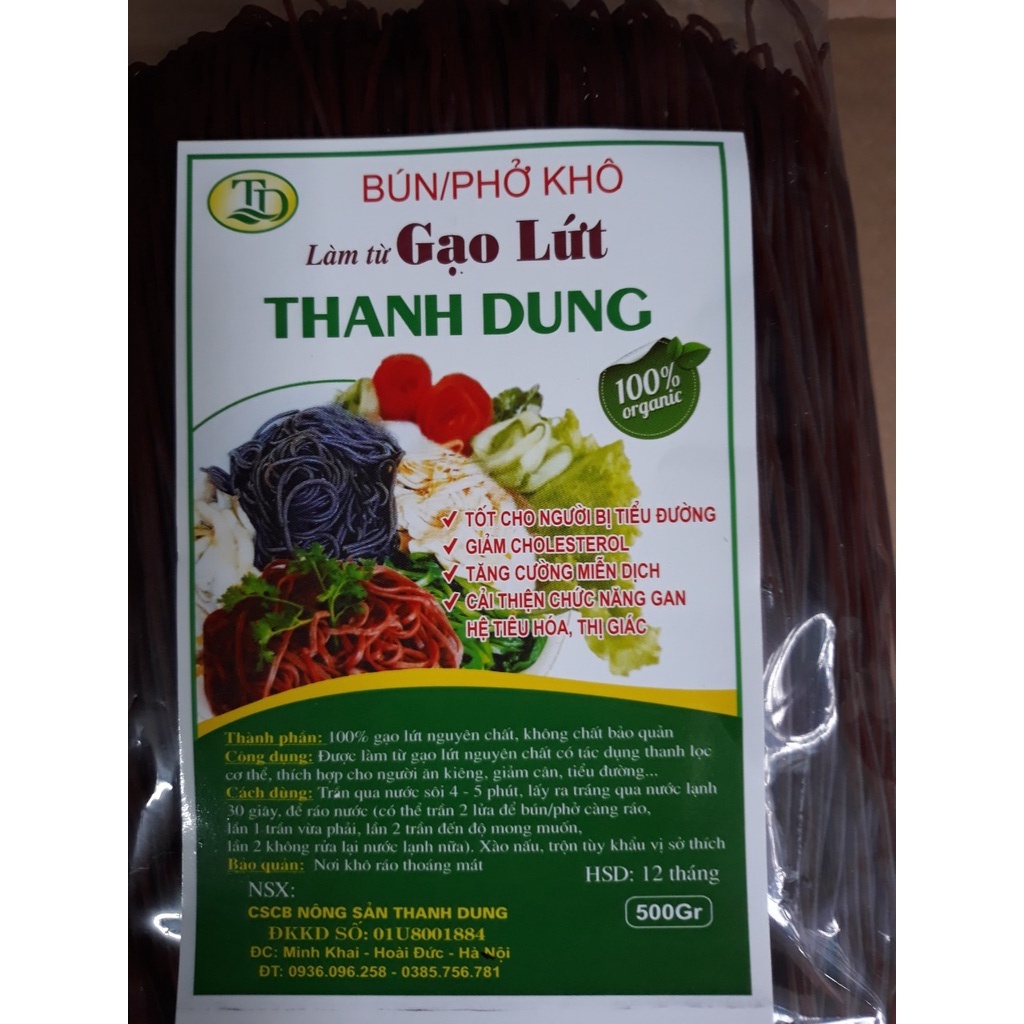 TD
BÚN/PHỞ KHÔ
Làm từ Gạo Lứt
THANH DUNG
100%
organic
TỐT CHO NGƯỜI BỊ TIỂU ĐƯỜNG
GIẢM CHOLESTEROL
TĂNG CƯỜNG MIỄN DỊCH
CẢI THIỆN CHỨC NĂNG GAN
HỆ TIÊU HÓA, THỊ GIÁC
Thành phần: 100% gạo lứt nguyên chất, không chất bảo quản
Công dụng: Được làm từ gạo lứt nguyên chất có tác dụng thanh lọc
cơ thể, thích hợp cho người ăn kiêng, giảm cân, tiểu đường...
Cách dùng: Trần qua nước sôi 4 - 5 phút, lấy ra tráng qua nước lạnh
30 giây, để ráo nước (có thể trần 2 lửa để bún/phở càng ráo,
lần 1 trần vừa phải, lần 2 trần đến độ mong muốn,
lần 2 không rửa lại nước lạnh nữa). Xào nấu, trộn tùy khẩu vị sở thích
Bảo quản: Nơi khô ráo thoáng mát
HSD: 12 tháng
NSX:
CSCB NÔNG SẢN THANH DUNG
500Gr
ĐKKD SỐ: 01U8001884
ĐC: Minh Khai - Hoài Đức - Hà Nội
ĐT: 0936.096.258 - 0385.756.781